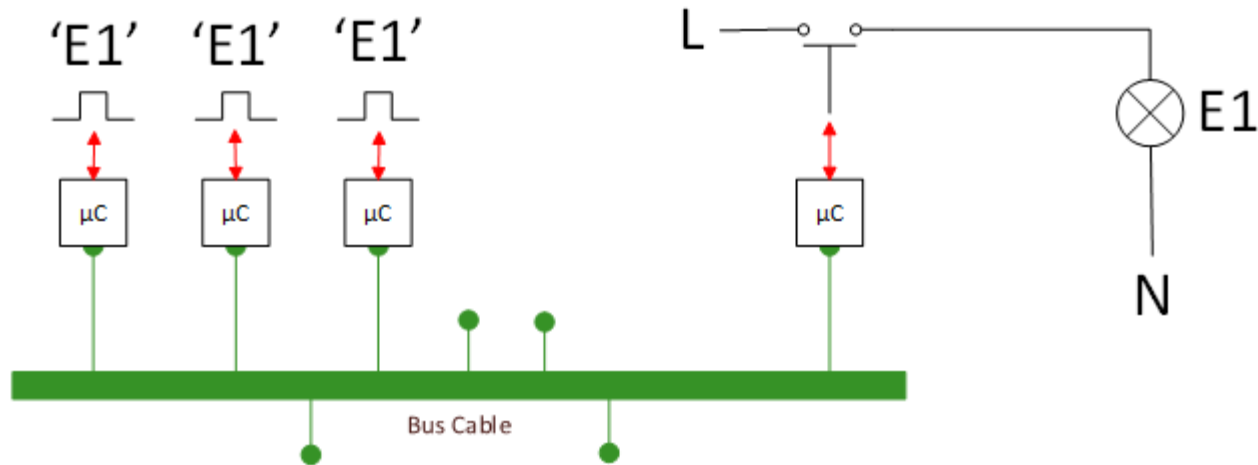 ‘E1’ ‘E1’ ‘E1’
L
E1
µC µC µC µC
N
Bus Cable